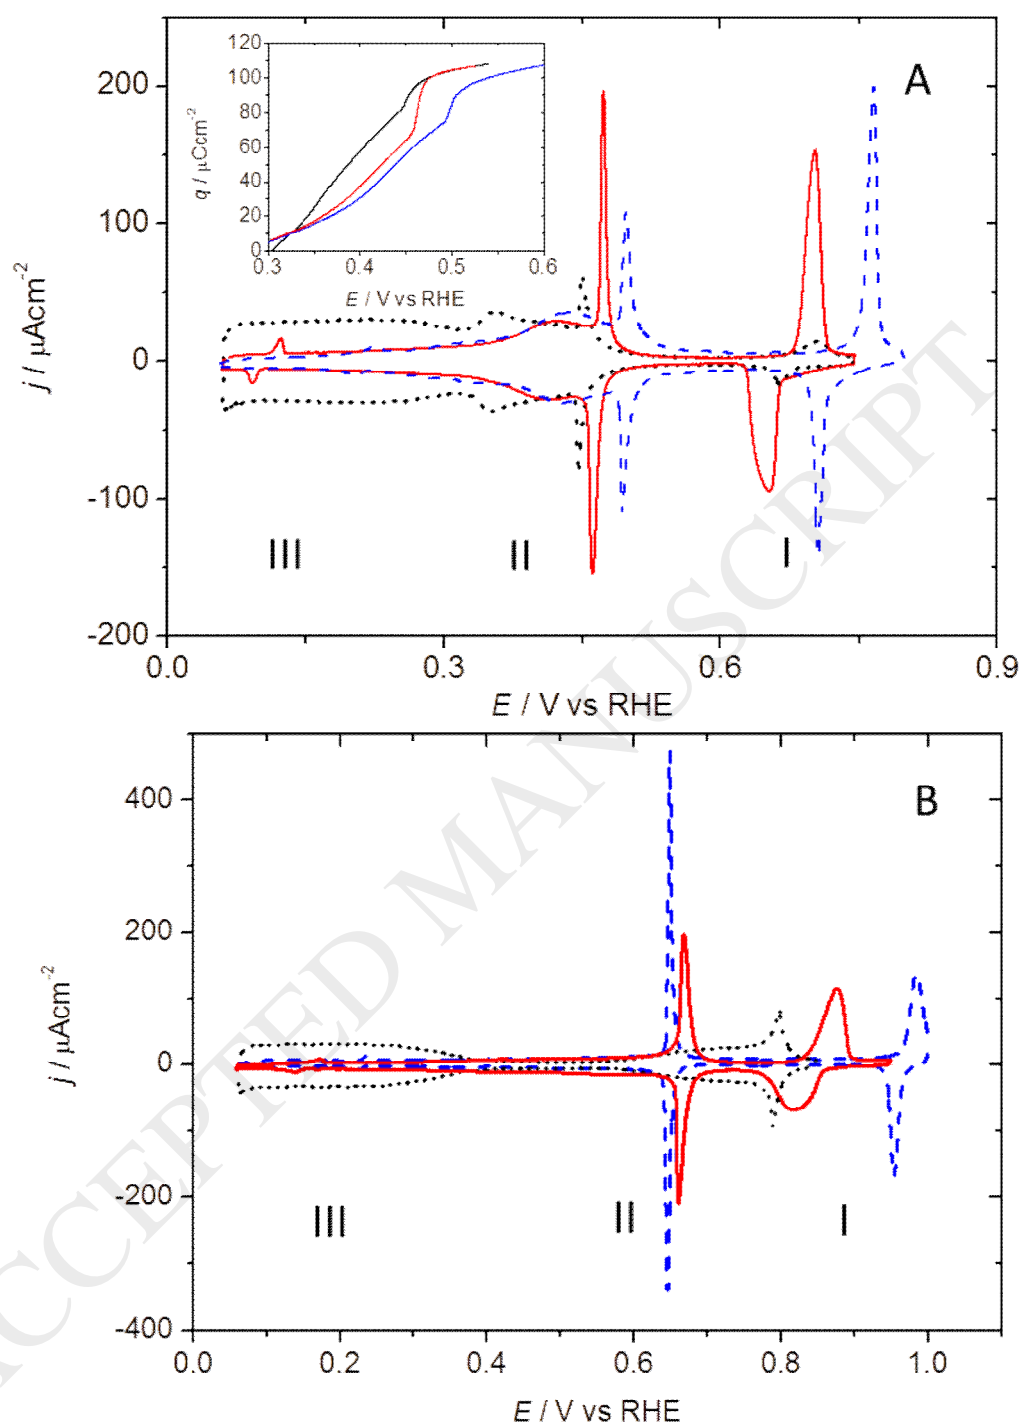 A
200
100
0
-100
-200
j / μAcm-2
120
100
80
60
40
20
0
q / μCcm-2
0.3 0.4 0.5 0.6
E / V vs RHE
III II I
0.0 0.3 0.6 0.9
E / V vs RHE
B
400
200
0
-200
-400
j / μAcm-2
III II I
0.0 0.2 0.4 0.6 0.8 1.0
E / V vs RHE
ACCEPTED MANUSCRIPT